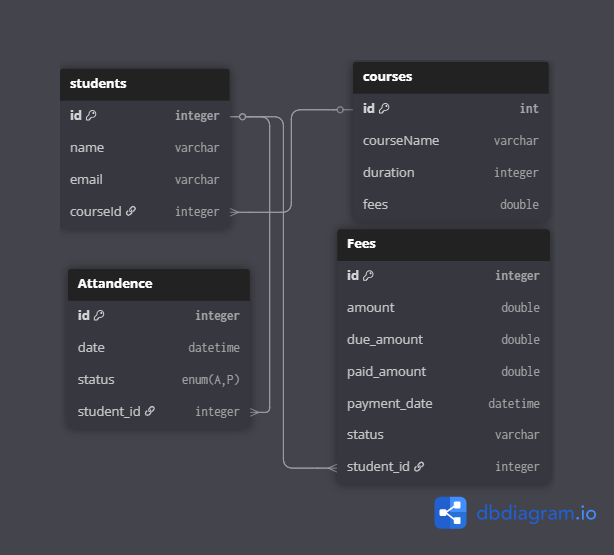 students
id integer
name varchar
email varchar
courseId integer
courses
id int
courseName varchar
duration integer
fees double
Attandence
id integer
date datetime
status enum(A,P)
student_id integer
Fees
id integer
amount double
due_amount double
paid_amount double
payment_date datetime
status varchar
student_id integer
dbdiagram.io